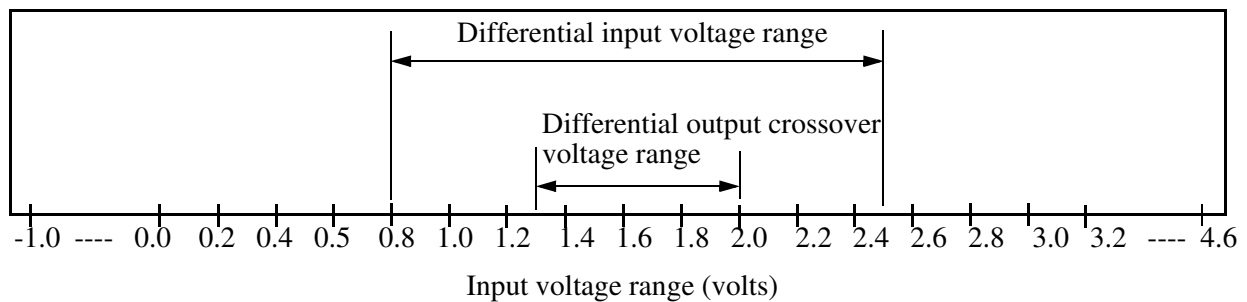 Differential input voltage range
Differential output crossover
voltage range
-1.0 ---- 0.0 0.2 0.4 0.5 0.8 1.0 1.2 1.4 1.6 1.8 2.0 2.2 2.4 2.6 2.8 3.0 3.2 ---- 4.6
Input voltage range (volts)